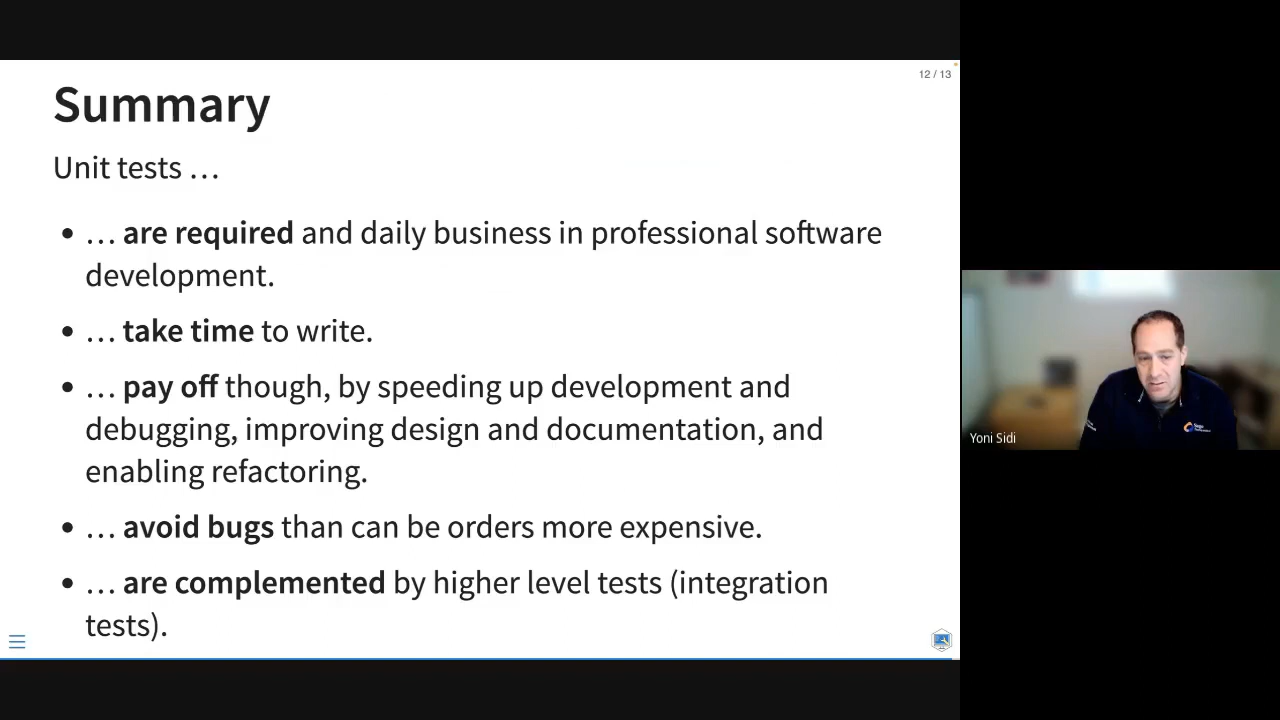 12 / 13
Summary
Unit tests …
• … are required and daily business in professional software
development.
• … take time to write.
• … pay off though, by speeding up development and
debugging, improving design and documentation, and
enabling refactoring.
• … avoid bugs than can be orders more expensive.
• … are complemented by higher level tests (integration
tests).
Yoni Sidi